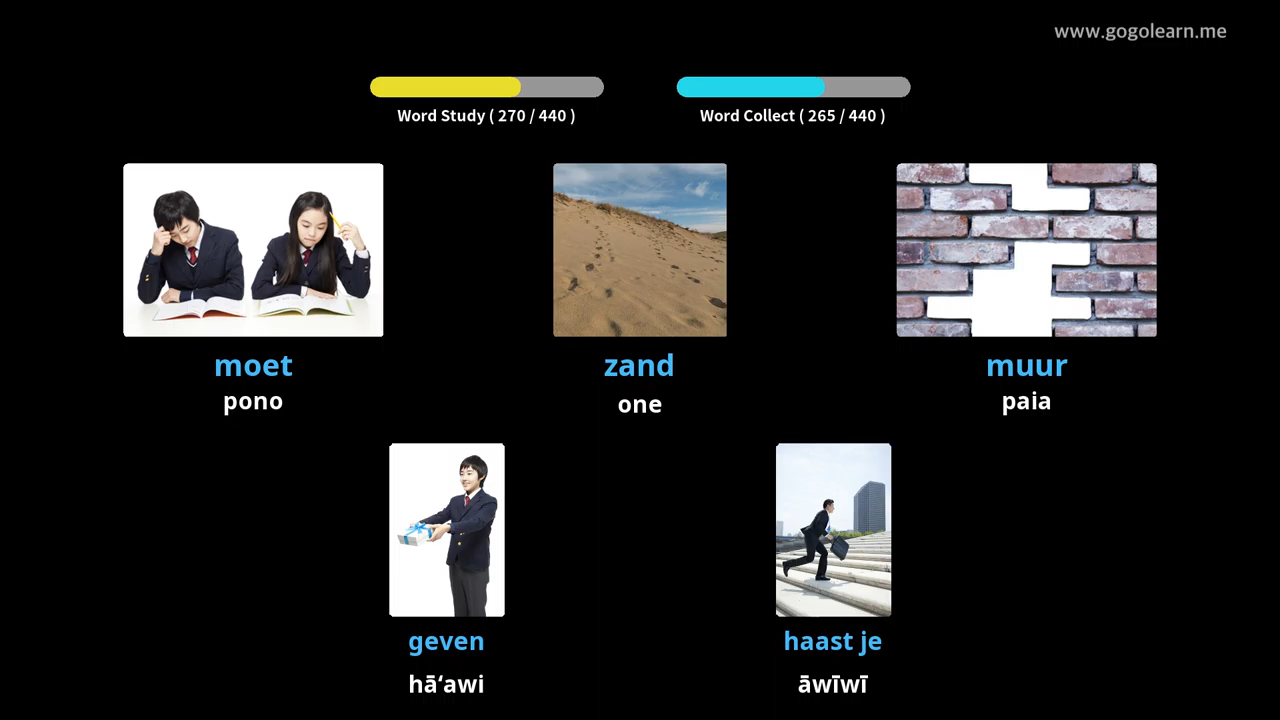 www.gogolearn.me
Word Study ( 270 / 440 )
Word Collect ( 265 / 440 )
moet
pono
zand
one
muur
paia
geven
hāʻawi
haast je
āwīwī